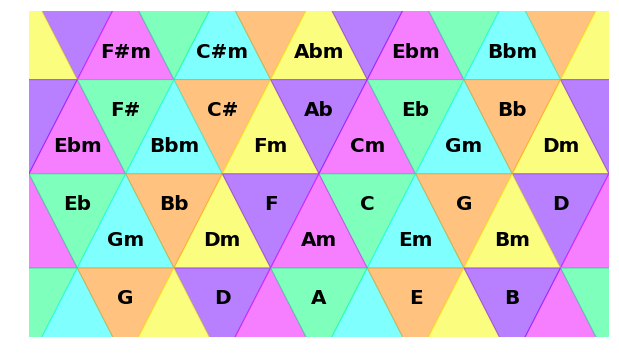 F#m C#m Abm Ebm Bbm
F# C# Ab Eb Bb
Ebm Bbm Fm Cm Gm Dm
Eb Bb F C G D
Gm Dm Am Em Bm
G D A E B